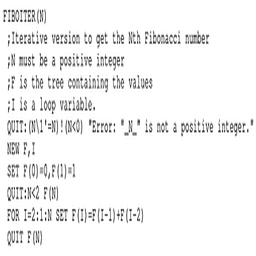 FIBOITER(N)
;Iterative version to get the Nth Fibonacci number
;N must be a positive integer
;F is the tree containing the values
;I is a loop variable.
QUIT:(N\1'=N)!(N<0) "Error: "_N_" is not a positive integer."
NEW F,I
SET F(0)=0,F(1)=1
QUIT:N<2 F(N)
FOR I=2:1:N SET F(I)=F(I-1)+F(I-2)
QUIT F(N)